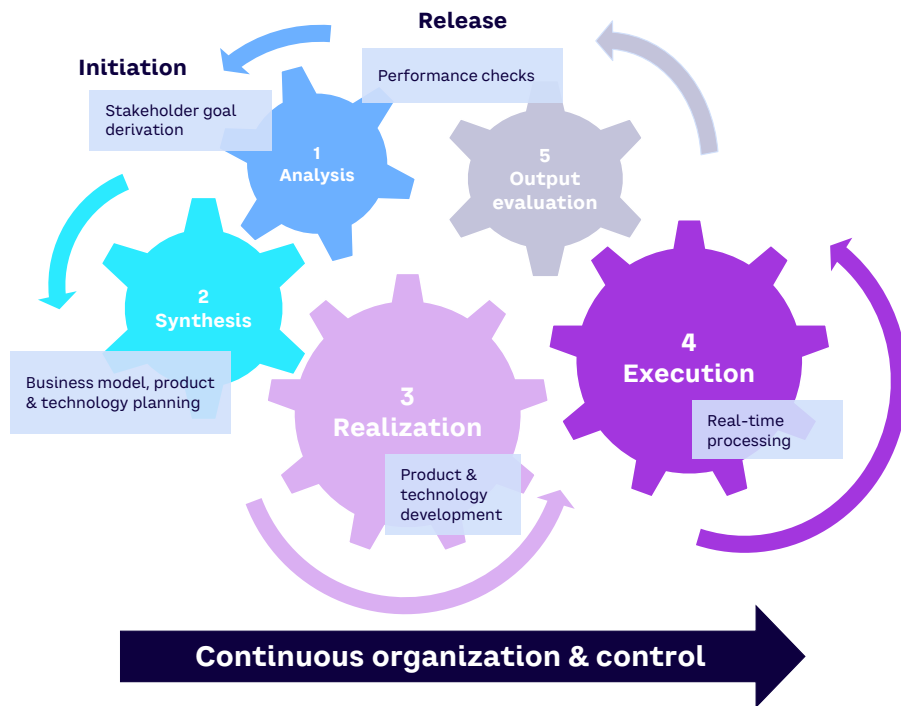 Release
Initiation
Performance checks
Stakeholder goal
derivation
1
Analysis
5
Output
evaluation
2
Synthesis
Business model, product
& technology planning
3
Realization
Product &
technology
development
4
Execution
Real-time
processing
Continuous organization & control